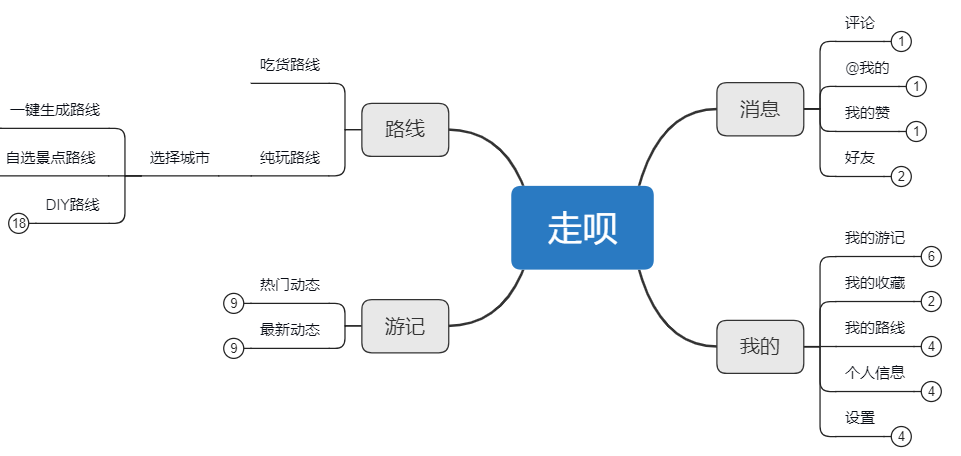 走呗
路线
吃货路线
纯玩路线
选择城市
一键生成路线
自选景点路线
DIY路线
18
游记
热门动态
9
最新动态
9
消息
评论
1
@我的
1
我的赞
1
好友
2
我的
我的游记
6
我的收藏
2
我的路线
4
个人信息
4
设置
4